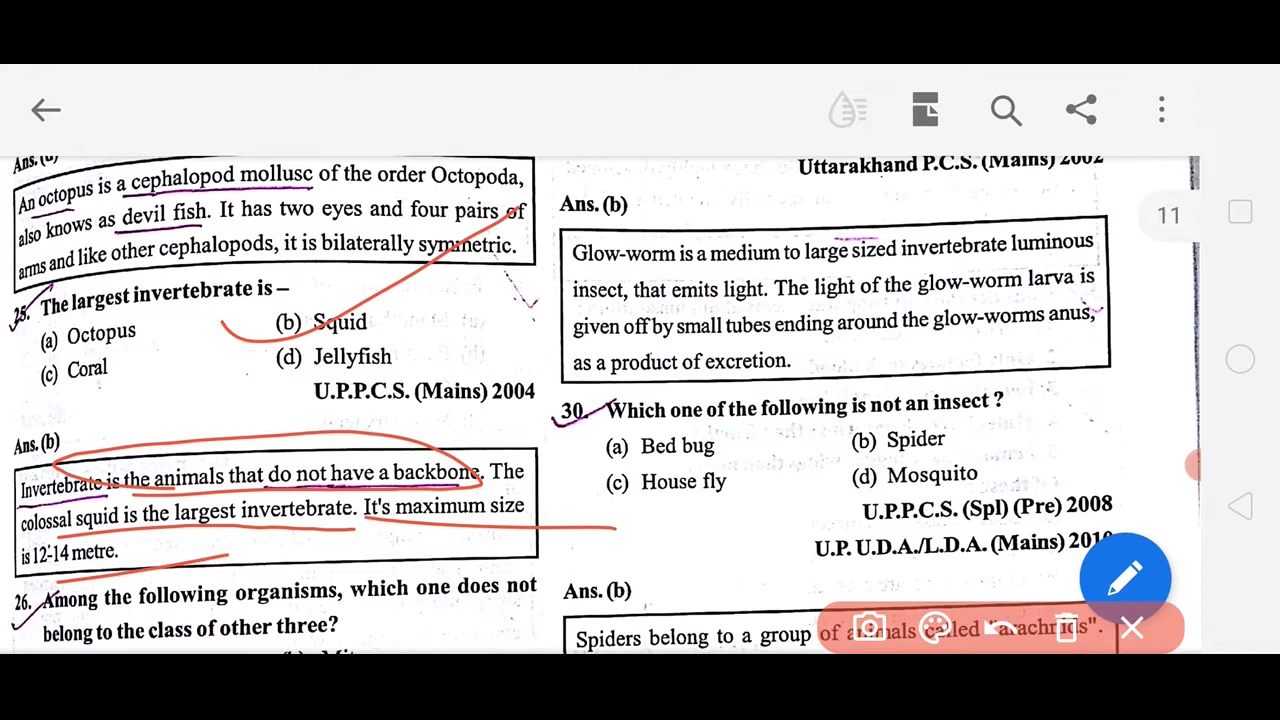 Ans. (b)
An octopus is a cephalopod mollusc of the order Octopoda,
also knows as devil fish. It has two eyes and four pairs of
arms and like other cephalopods, it is bilaterally symmetric.
25. The largest invertebrate is –
(a) Octopus (b) Squid
(c) Coral (d) Jellyfish
U.P.P.C.S. (Mains) 2004
Ans. (b)
Invertebrate is the animals that do not have a backbone. The
colossal squid is the largest invertebrate. It's maximum size
is 12-14 metre.
26. Among the following organisms, which one does not
belong to the class of other three?
Uttarakhand P.C.S. (Mains) 2002
Ans. (b)
Glow-worm is a medium to large sized invertebrate luminous
insect, that emits light. The light of the glow-worm larva is
given off by small tubes ending around the glow-worms anus,
as a product of excretion.
30. Which one of the following is not an insect ?
(a) Bed bug (b) Spider
(c) House fly (d) Mosquito
U.P.P.C.S. (Spl) (Pre) 2008
U.P. U.D.A./L.D.A. (Mains)
Ans. (b)
Spiders belong to a group of animals called "arachnids".
11